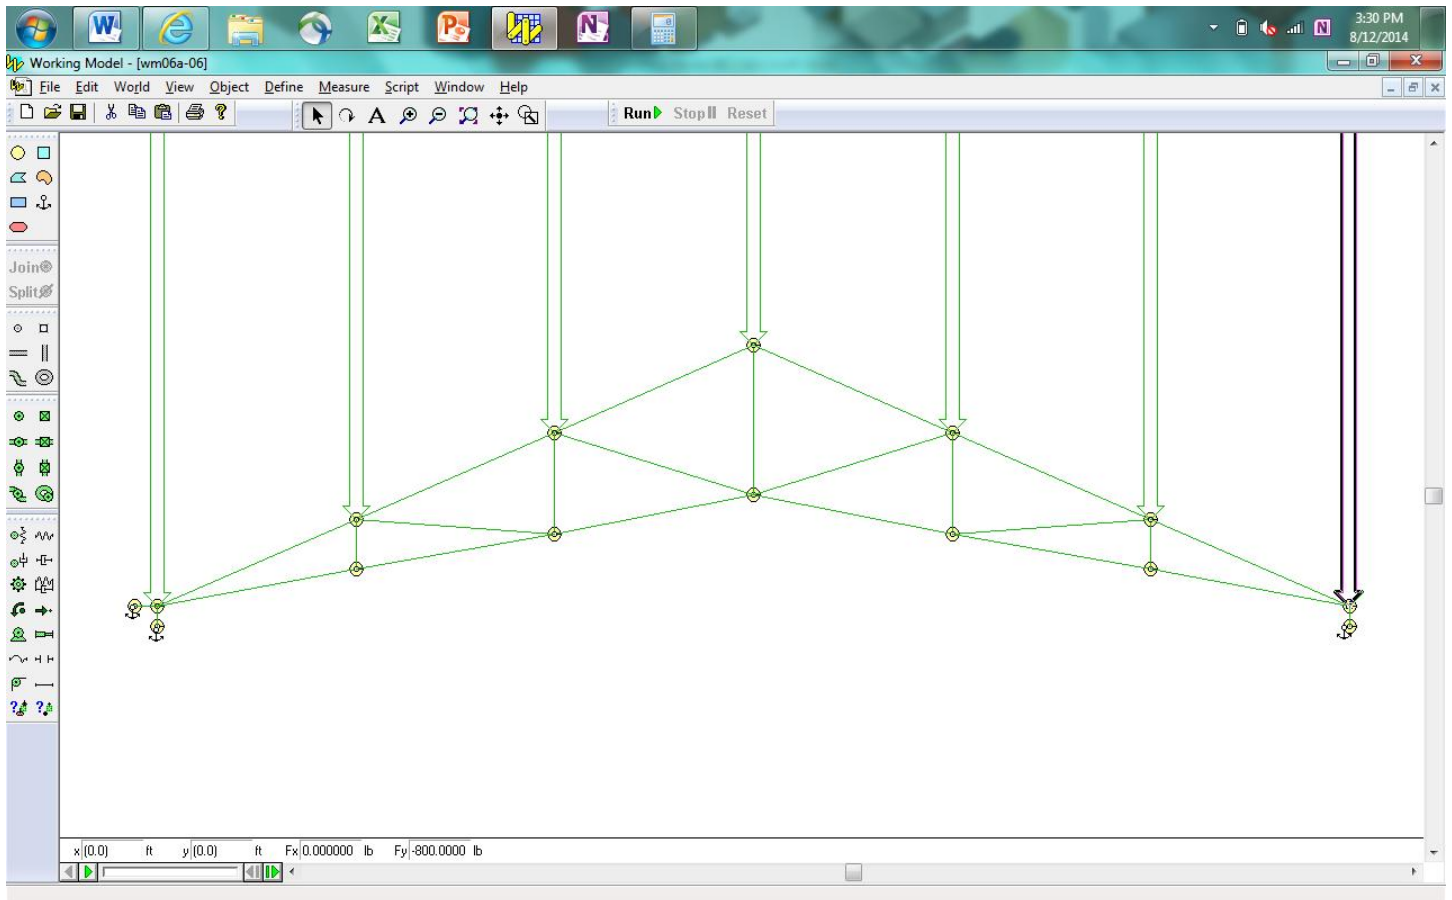 3:30 PM
8/12/2014
Working Model - [wm06a-06]
File Edit World View Object Define Measure Script Window Help
Run Stop Reset
Join
Split
x (0.0) ft y (0.0) ft Fx 0.000000 lb Fy -800.0000 lb